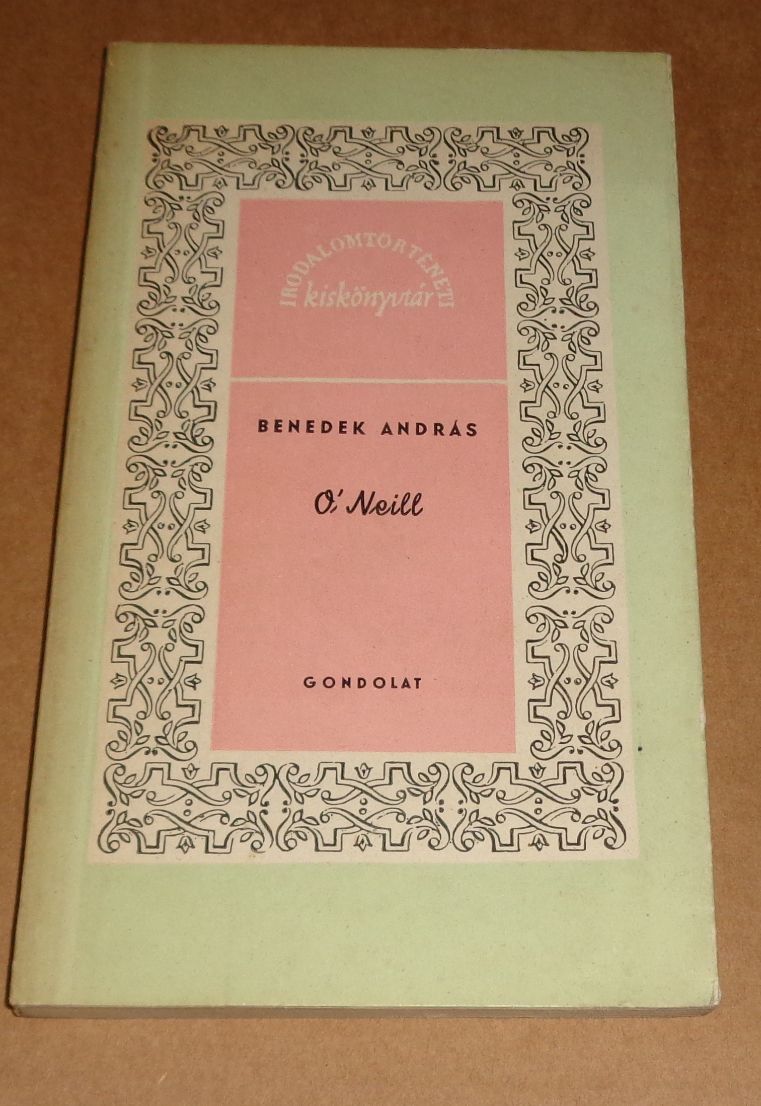 IRODALOMTÖRTÉNETI
kiskönyvtár
BENEDEK ANDRÁS
O'Neill
GONDOLAT